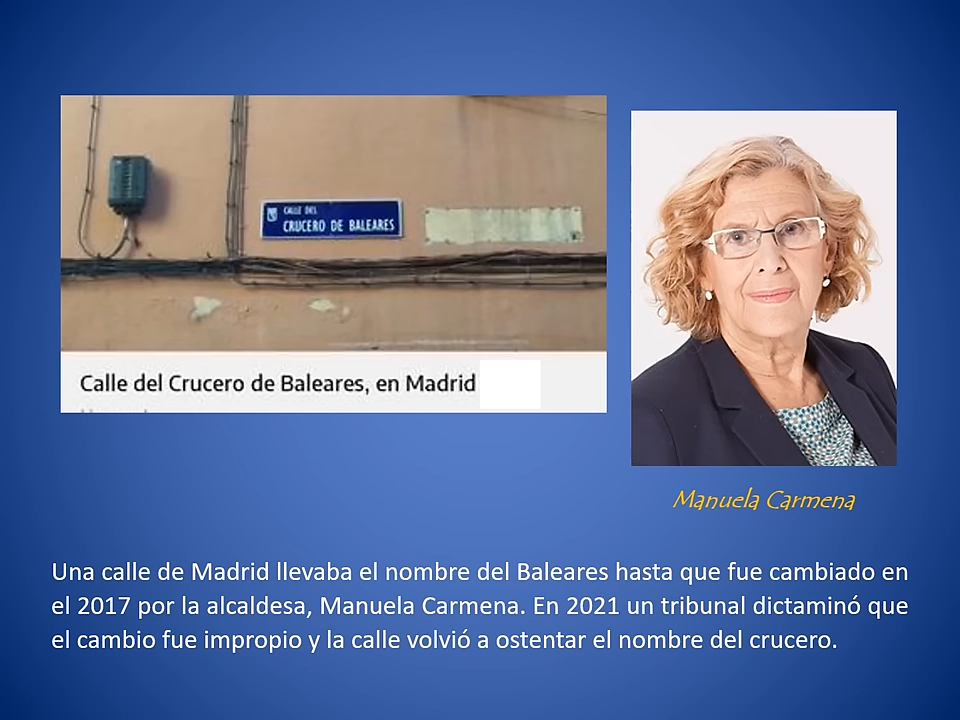 CALLE DEL
CRUCERO DE BALEARES
Calle del Crucero de Baleares, en Madrid
Manuela Carmena
Una calle de Madrid llevaba el nombre del Baleares hasta que fue cambiado en
el 2017 por la alcaldesa, Manuela Carmena. En 2021 un tribunal dictaminó que
el cambio fue impropio y la calle volvió a ostentar el nombre del crucero.